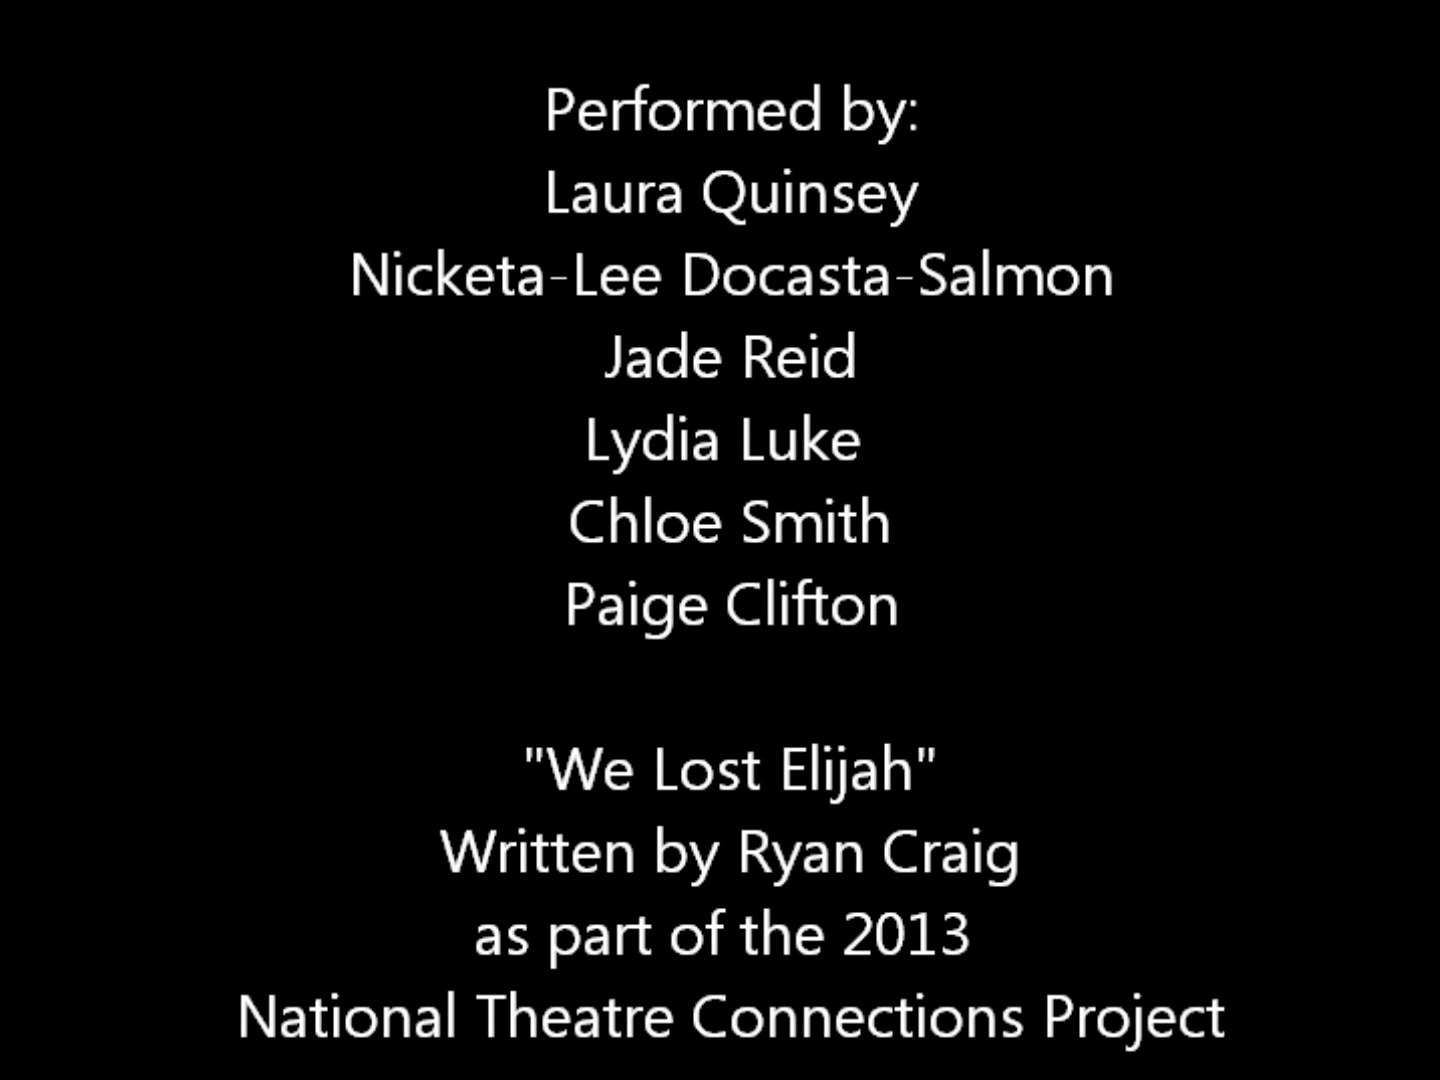 Performed by:
Laura Quinsey
Nicketa-Lee Docasta-Salmon
Jade Reid
Lydia Luke
Chloe Smith
Paige Clifton
"We Lost Elijah"
Written by Ryan Craig
as part of the 2013
National Theatre Connections Project